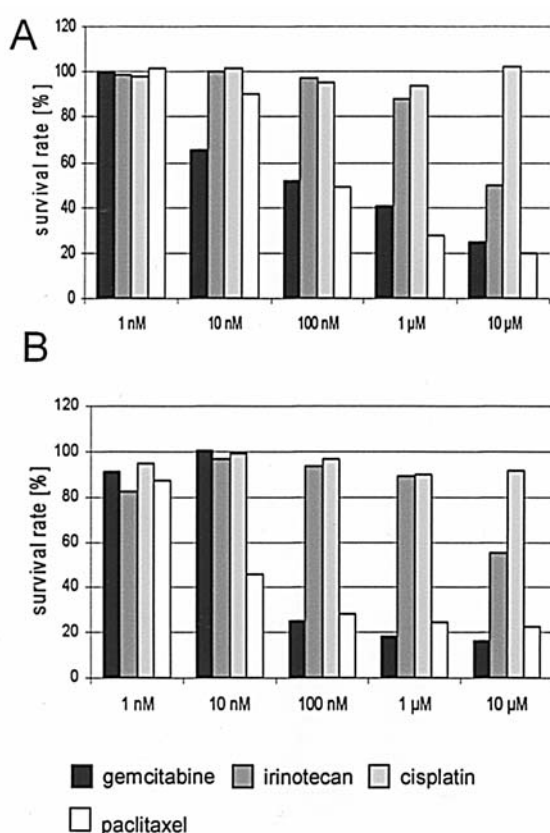 A
survival rate [%]
120
100
80
60
40
20
0
1 nM 10 nM 100 nM 1 µM 10 µM
B
survival rate [%]
120
100
80
60
40
20
0
1 nM 10 nM 100 nM 1 µM 10 µM
gemcitabine irinotecan cisplatin
paclitaxel